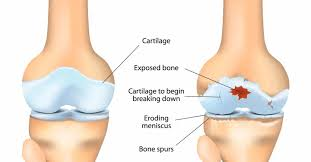 Cartilage
Exposed bone
Cartilage to begin
breaking down
Eroding
meniscus
Bone spurs